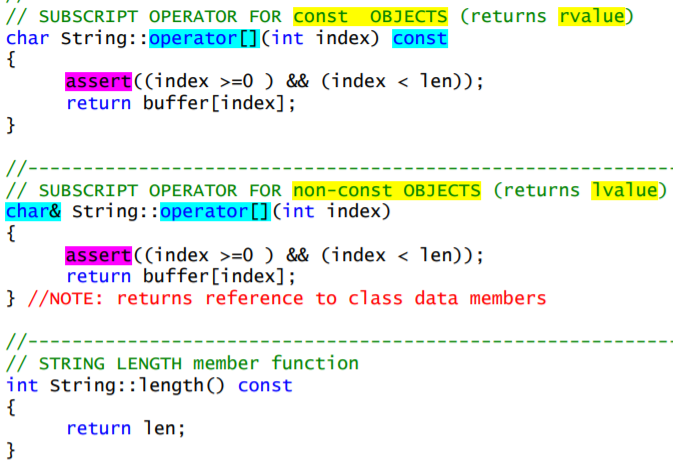 // SUBSCRIPT OPERATOR FOR const  OBJECTS (returns rvalue)
char String::operator[](int index) const
{
     assert((index >=0 ) && (index < len));
     return buffer[index];
}
//-----------------------------------------------------------
// SUBSCRIPT OPERATOR FOR non-const OBJECTS (returns lvalue)
char& String::operator[](int index)
{
     assert((index >=0 ) && (index < len));
     return buffer[index];
} //NOTE: returns reference to class data members
//-----------------------------------------------------------
// STRING LENGTH member function
int String::length() const
{
     return len;
}